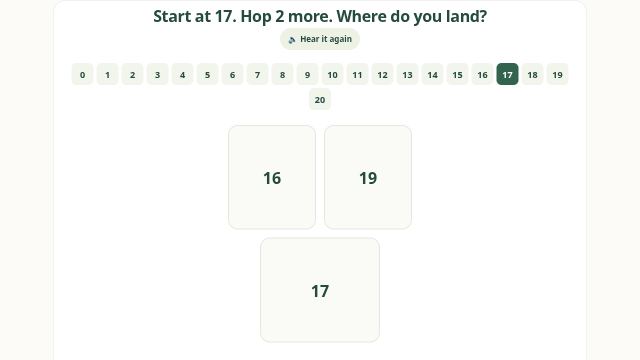 Start at 17. Hop 2 more. Where do you land?
🔈 Hear it again
0 1 2 3 4 5 6 7 8 9 10 11 12 13 14 15 16 17 18 19
20
16 19
17